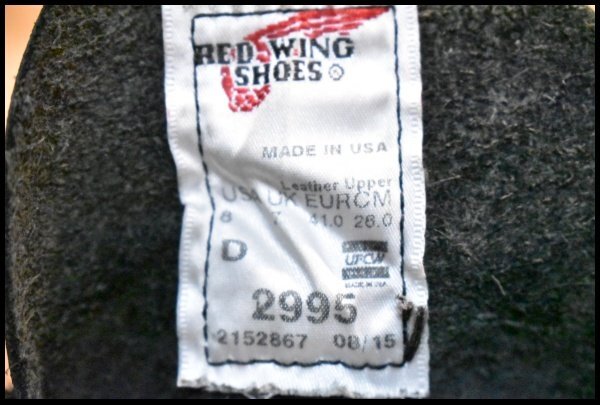 RED WING
SHOES
MADE IN USA
Leather Upper
USA UK EUR CM
8 7 41.0 26.0
D
UFCW
MADE IN USA
2995
2152867 08/15